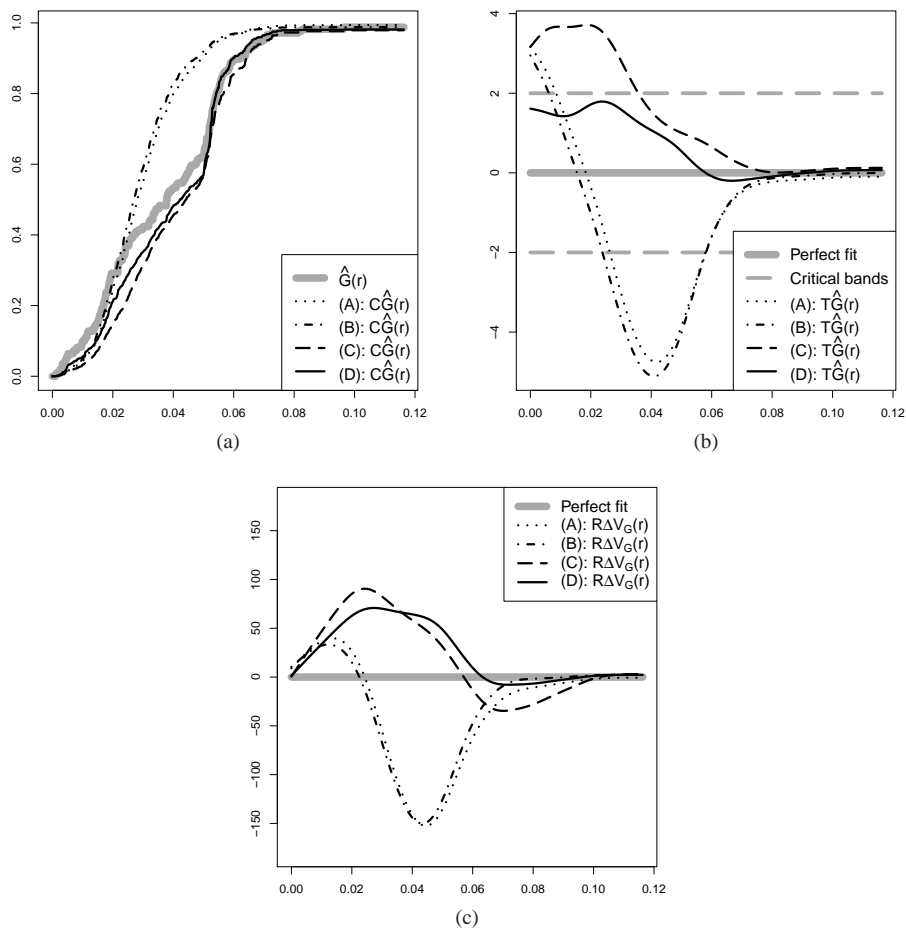 1.0
0.8
0.6
0.4
0.2
0.0
0.00 0.02 0.04 0.06 0.08 0.10 0.12
Ĝ(r)
(A): CĜ(r)
(B): CĜ(r)
(C): CĜ(r)
(D): CĜ(r)
(a)
4
2
0
−2
−4
0.00 0.02 0.04 0.06 0.08 0.10 0.12
Perfect fit
Critical bands
(A): TĜ(r)
(B): TĜ(r)
(C): TĜ(r)
(D): TĜ(r)
(b)
150
100
50
0
−50
−100
−150
0.00 0.02 0.04 0.06 0.08 0.10 0.12
Perfect fit
(A): RΔV_G(r)
(B): RΔV_G(r)
(C): RΔV_G(r)
(D): RΔV_G(r)
(c)